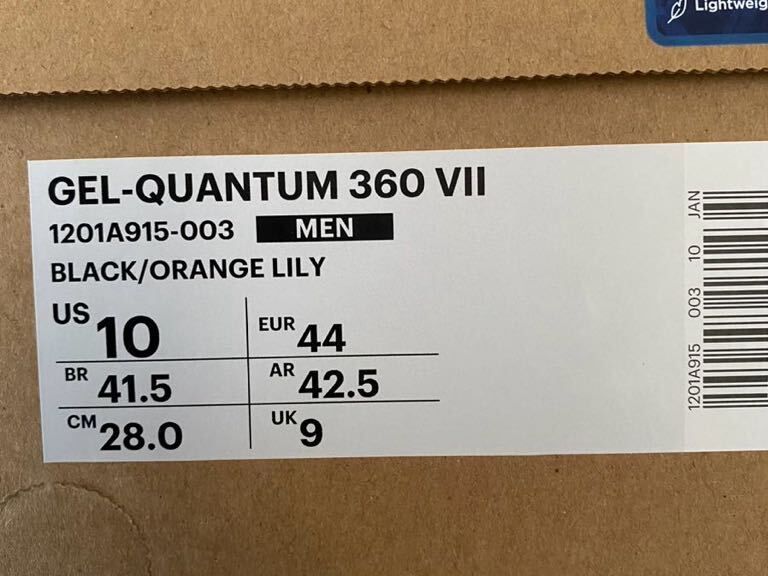 GEL-QUANTUM 360 VII
1201A915-003 MEN
BLACK/ORANGE LILY
US 10 EUR 44
BR 41.5 AR 42.5
CM 28.0 UK 9
1201A915 003 10 JAN